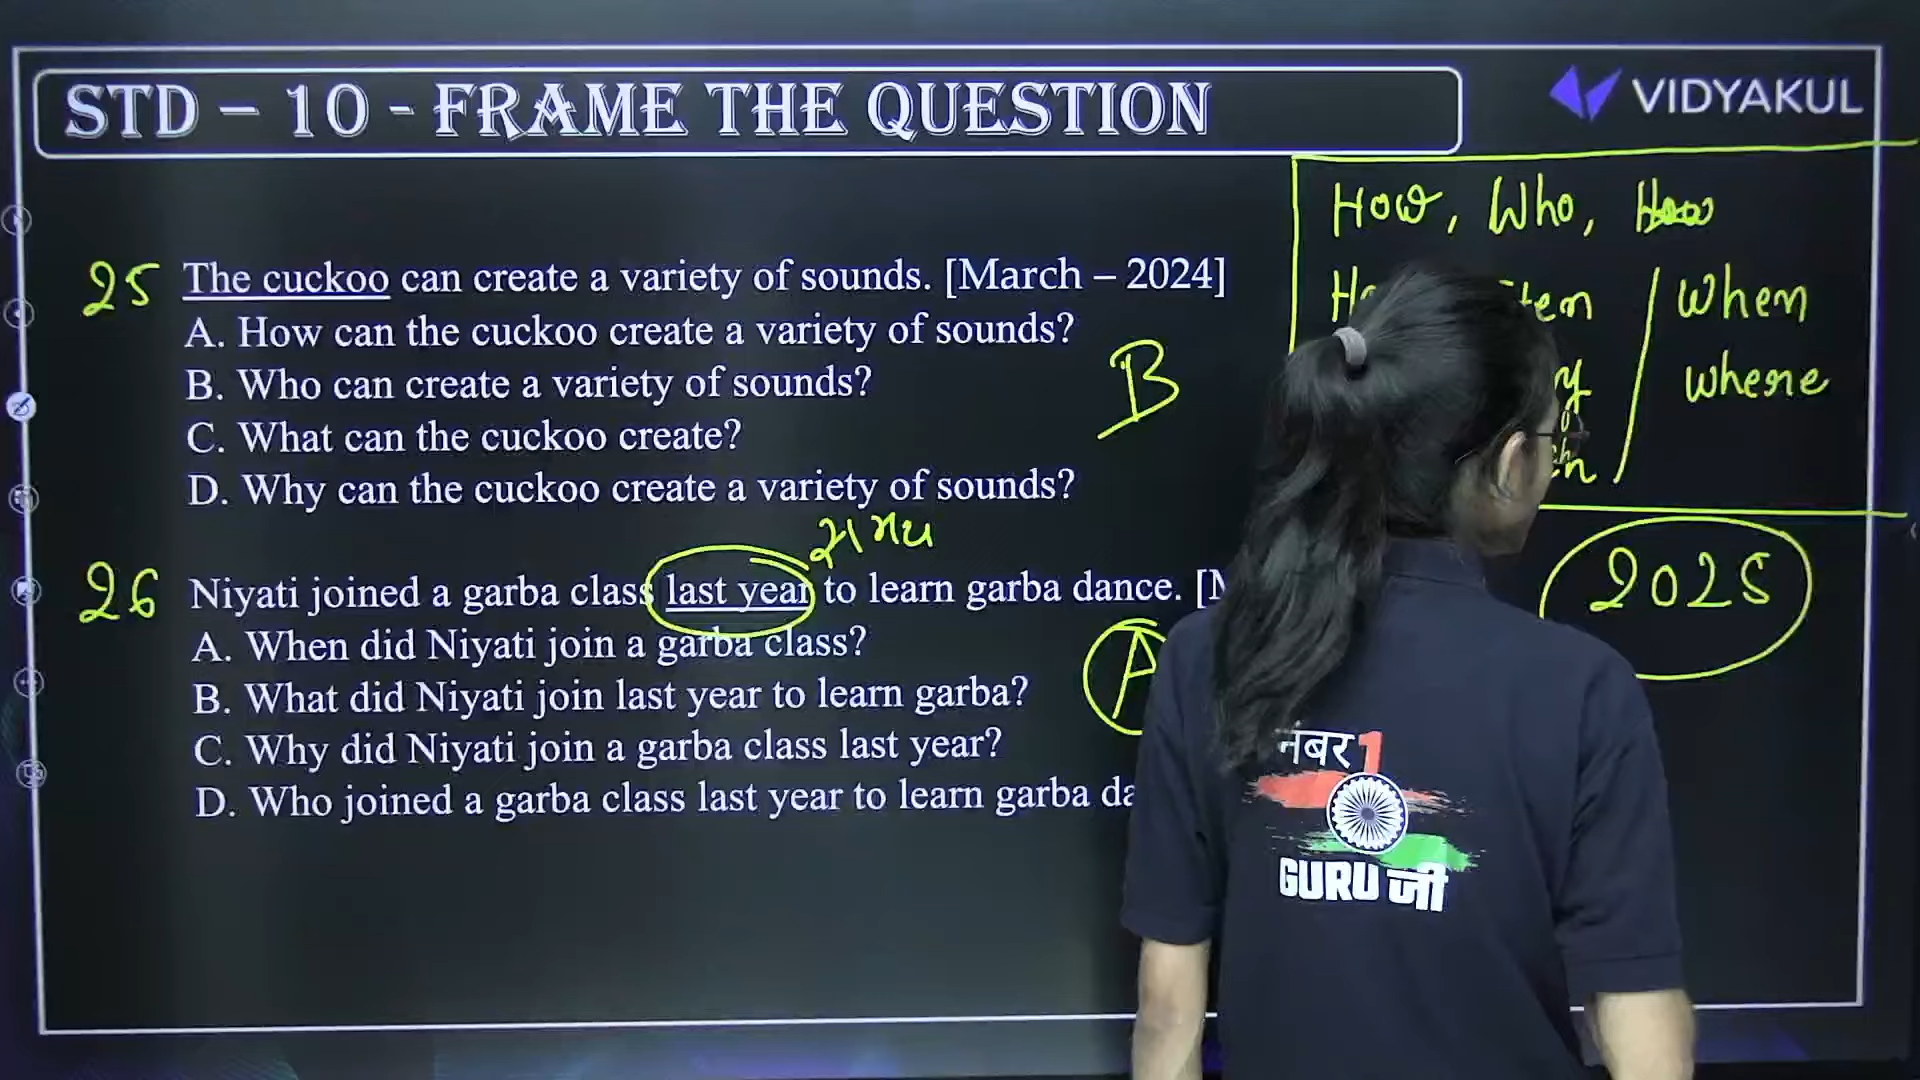 STD – 10 - FRAME THE QUESTION
VIDYAKUL
How, Who, How
When
where
25 The cuckoo can create a variety of sounds. [March – 2024]
A. How can the cuckoo create a variety of sounds?
B. Who can create a variety of sounds?
C. What can the cuckoo create?
D. Why can the cuckoo create a variety of sounds?
B
સમય
26 Niyati joined a garba class last year to learn garba dance.
A. When did Niyati join a garba class?
B. What did Niyati join last year to learn garba?
C. Why did Niyati join a garba class last year?
D. Who joined a garba class last year to learn garba
A
2025
नंबर 1
GURU जी